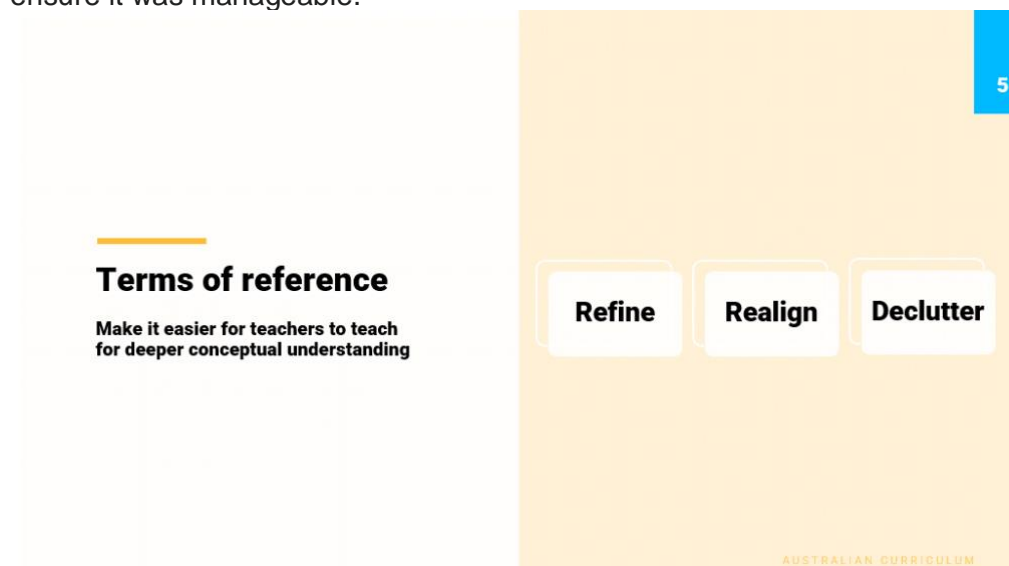 ensure it was manageable.
5
Terms of reference
Make it easier for teachers to teach
for deeper conceptual understanding
Refine
Realign
Declutter
AUSTRALIAN CURRICULUM